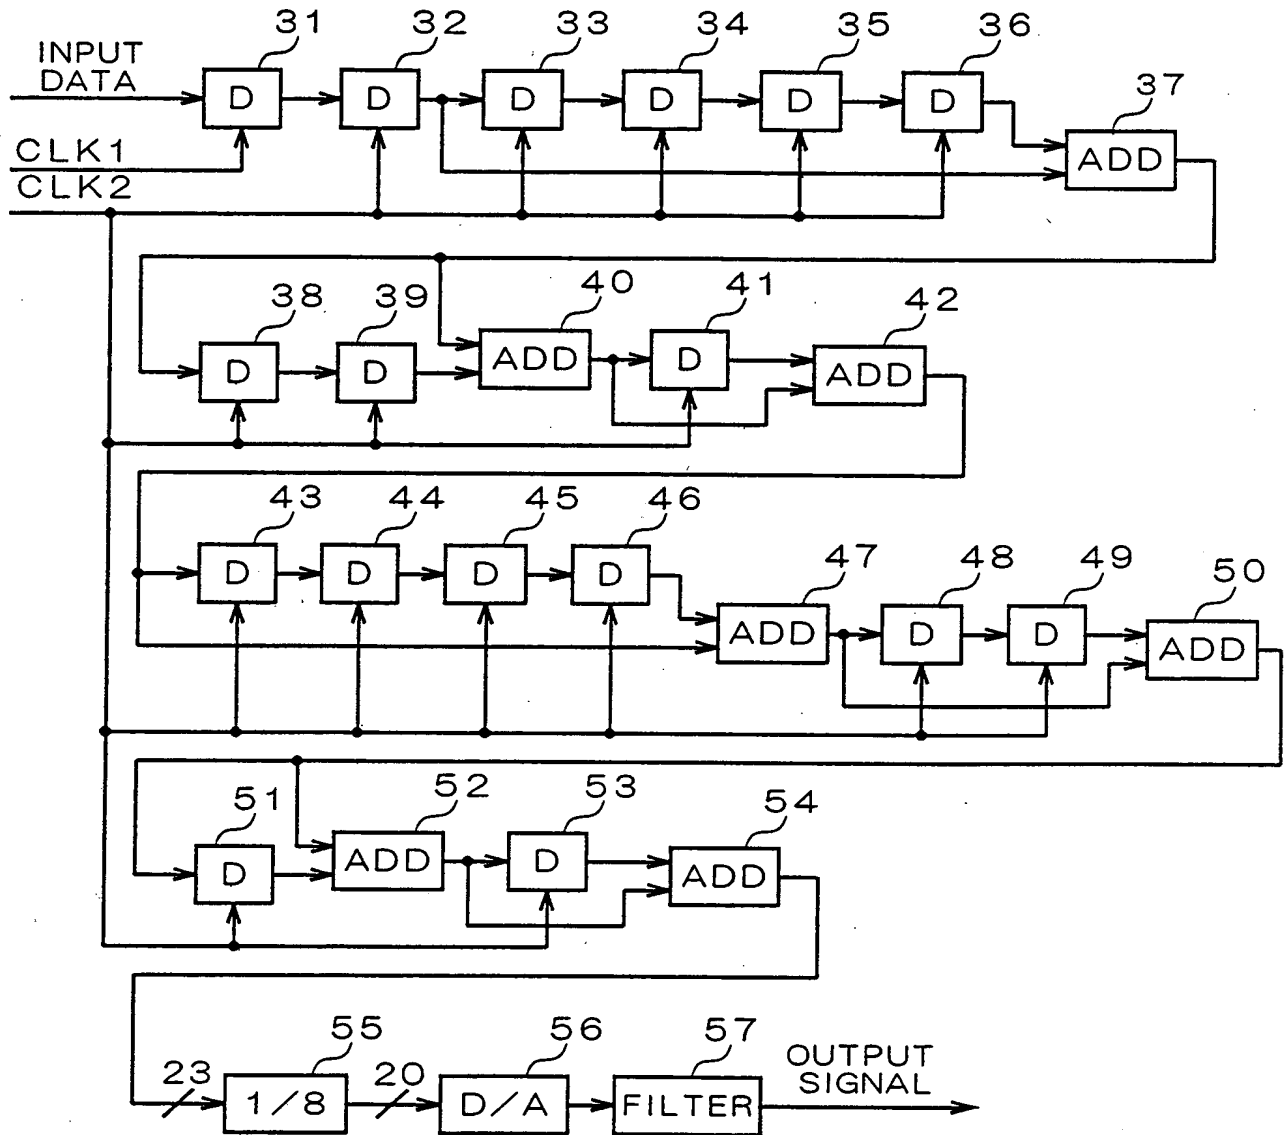 31 32 33 34 35 36
INPUT
DATA
D D D D D D
37
ADD
CLK1
CLK2
38 39 40 41 42
D D ADD D ADD
43 44 45 46
D D D D
47 48 49 50
ADD D D ADD
51 52 53 54
D ADD D ADD
55 56 57
OUTPUT
SIGNAL
23 1/8 20 D/A FILTER